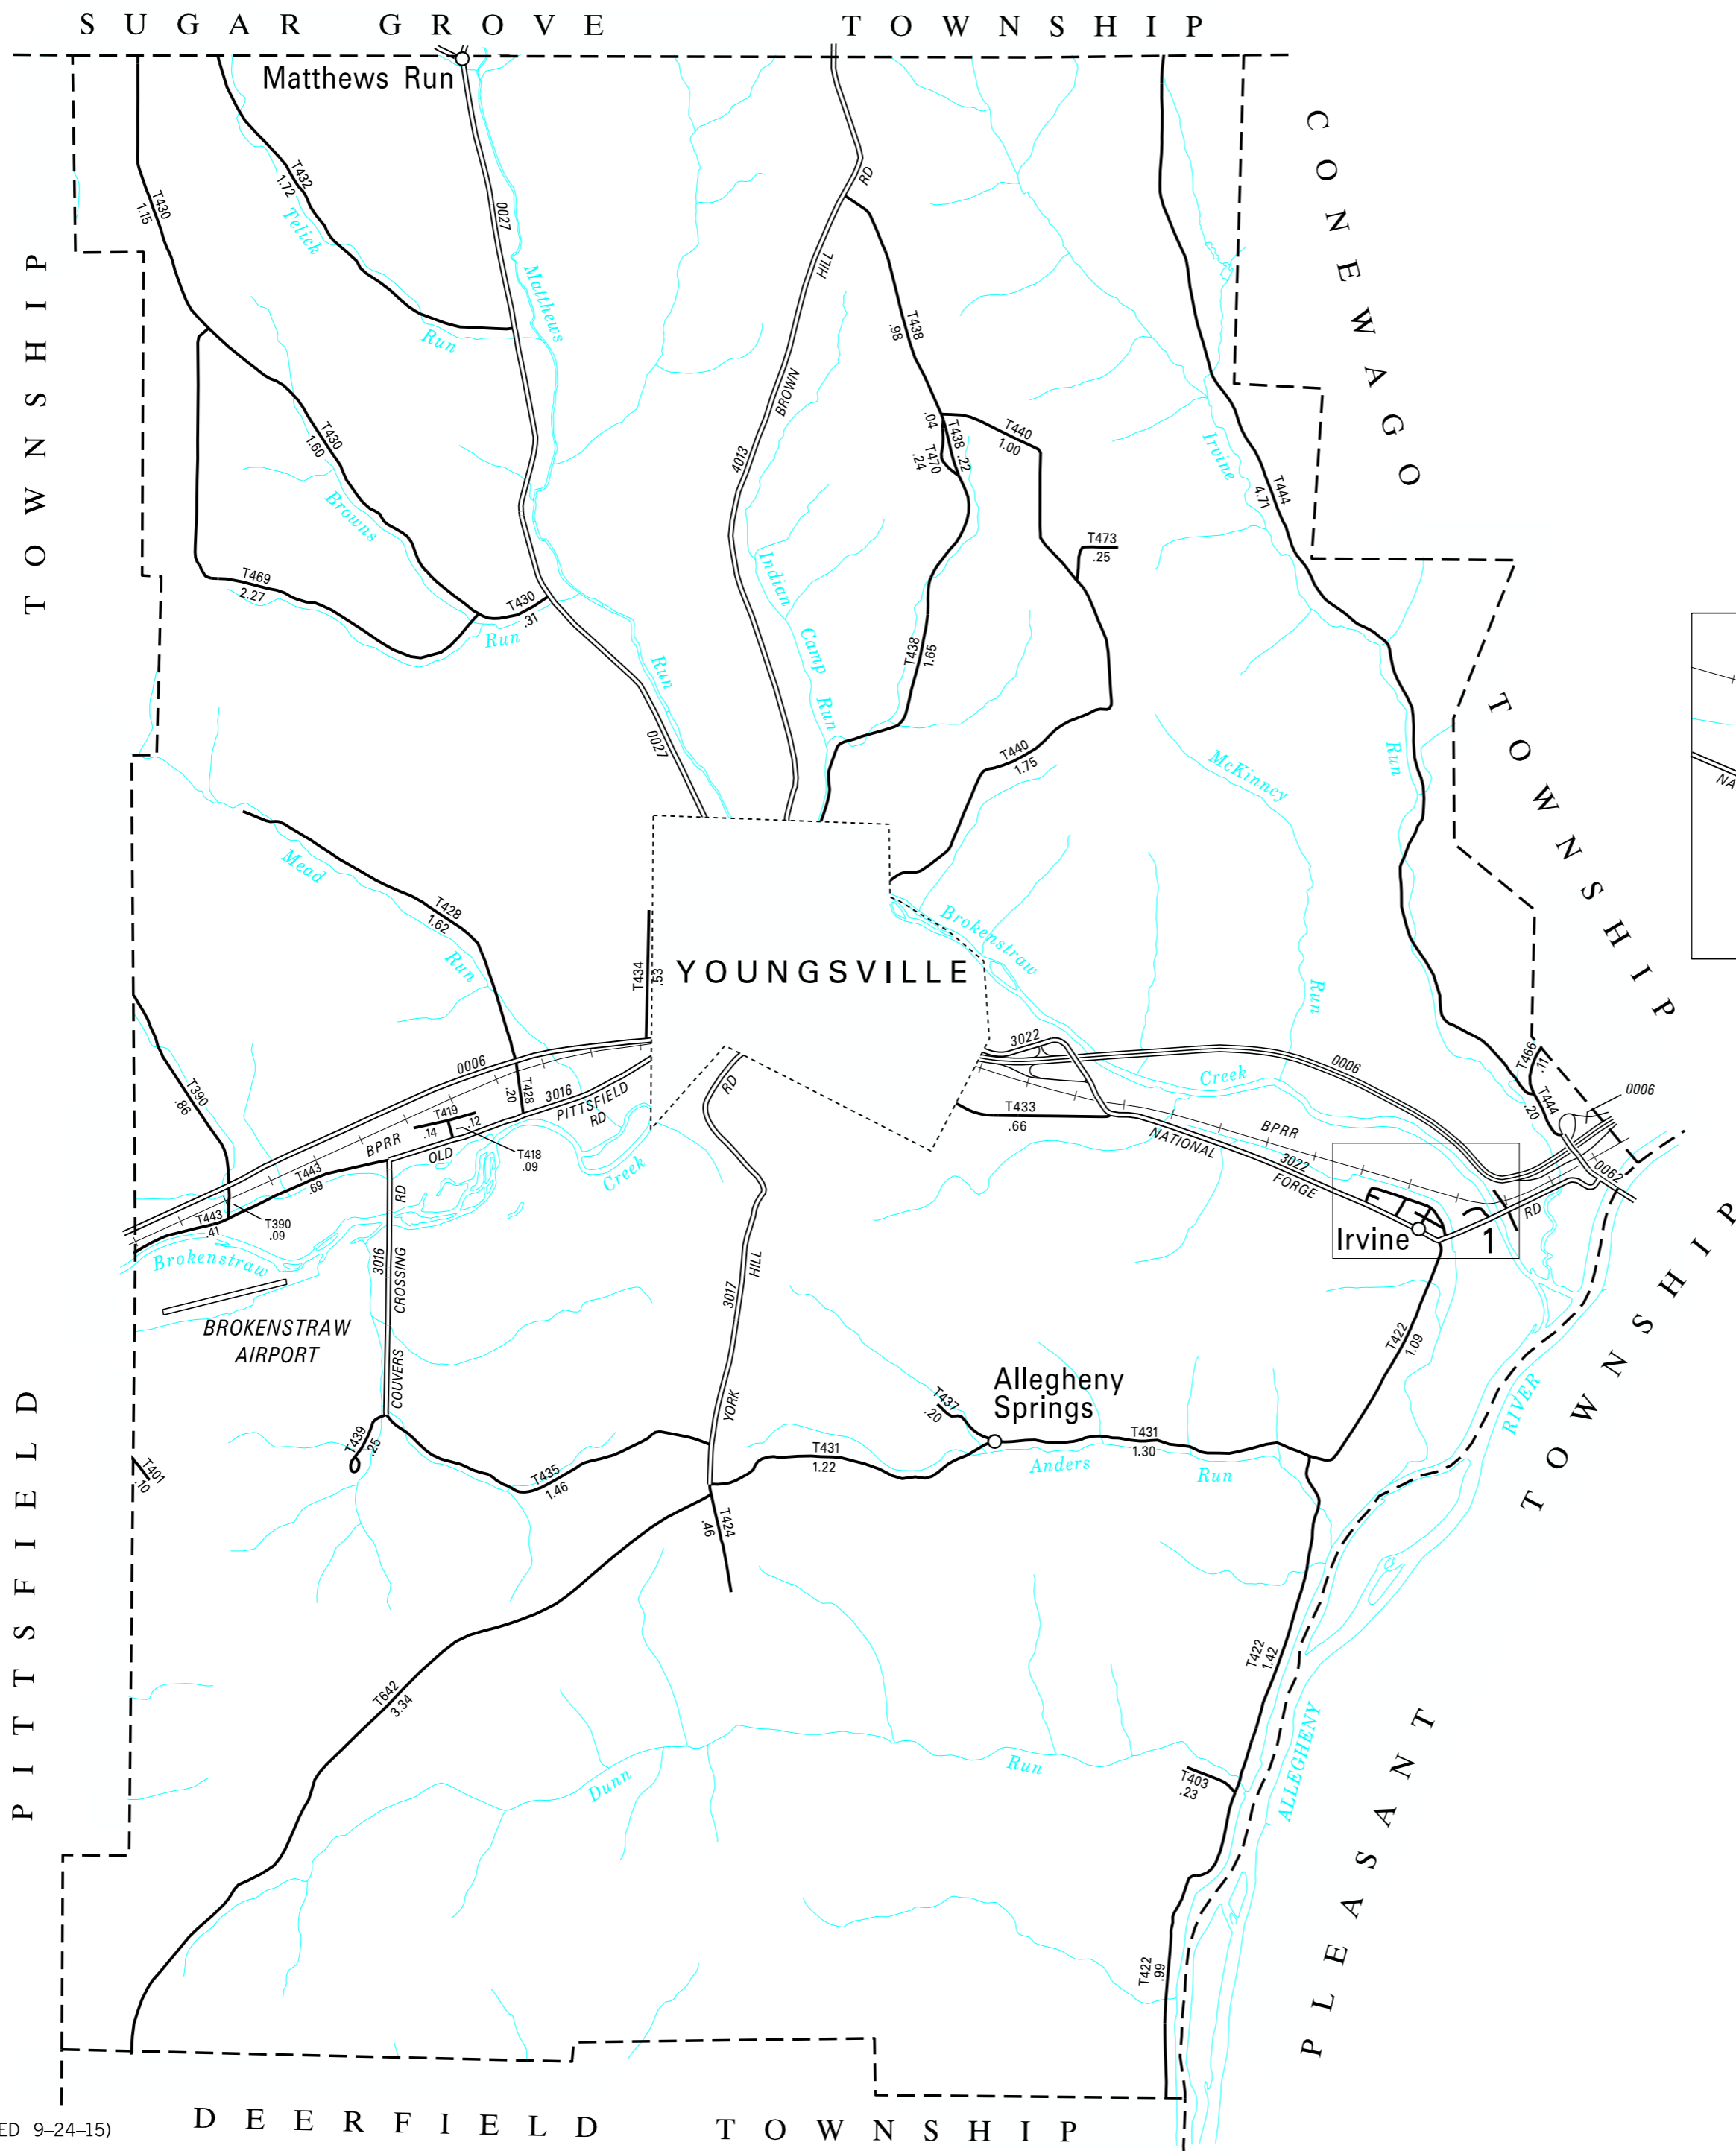 SUGAR GROVE TOWNSHIP
Matthews Run
CONEWAGO TOWNSHIP
PITTSFIELD TOWNSHIP
T430
1.15
T432
1.72
Telick
Run
0027
Matthews
Run
RD
HILL
BROWN
4013
T438
.98
.04
T438 .22
T470
.24
T440
1.00
T473
.25
Irvine
Run
T444
4.71
T430
1.60
Browns
Run
T469
2.27
T430
.31
0027
Indian
Camp
Run
T438
1.65
T440
1.75
McKinney
Run
NA
Mead
Run
T428
1.62
T434
.53
YOUNGSVILLE
Brokenstraw
Creek
T390
.86
0006
T428
.20
3016
PITTSFIELD
RD
OLD
T419
.14
.12
T418
.09
BPRR
T443
.69
T443
.41
T390
.09
Creek
Brokenstraw
BROKENSTRAW
AIRPORT
3016
COUVERS
CROSSING
RD
RD
HILL
3017
YORK
3022
0006
T433
.66
NATIONAL
BPRR
3022
FORGE
RD
T466
.11
T444
.20
0006
0062
Irvine
1
T422
1.09
RIVER
Allegheny
Springs
T437
.20
T431
1.30
T431
1.22
Anders
Run
T439
.25
T435
1.46
T401
.10
T424
.46
T642
3.34
T422
1.42
Dunn
Run
T403
.23
ALLEGHENY
T422
.99
PLEASANT TOWNSHIP
DEERFIELD TOWNSHIP
ED 9–24–15)